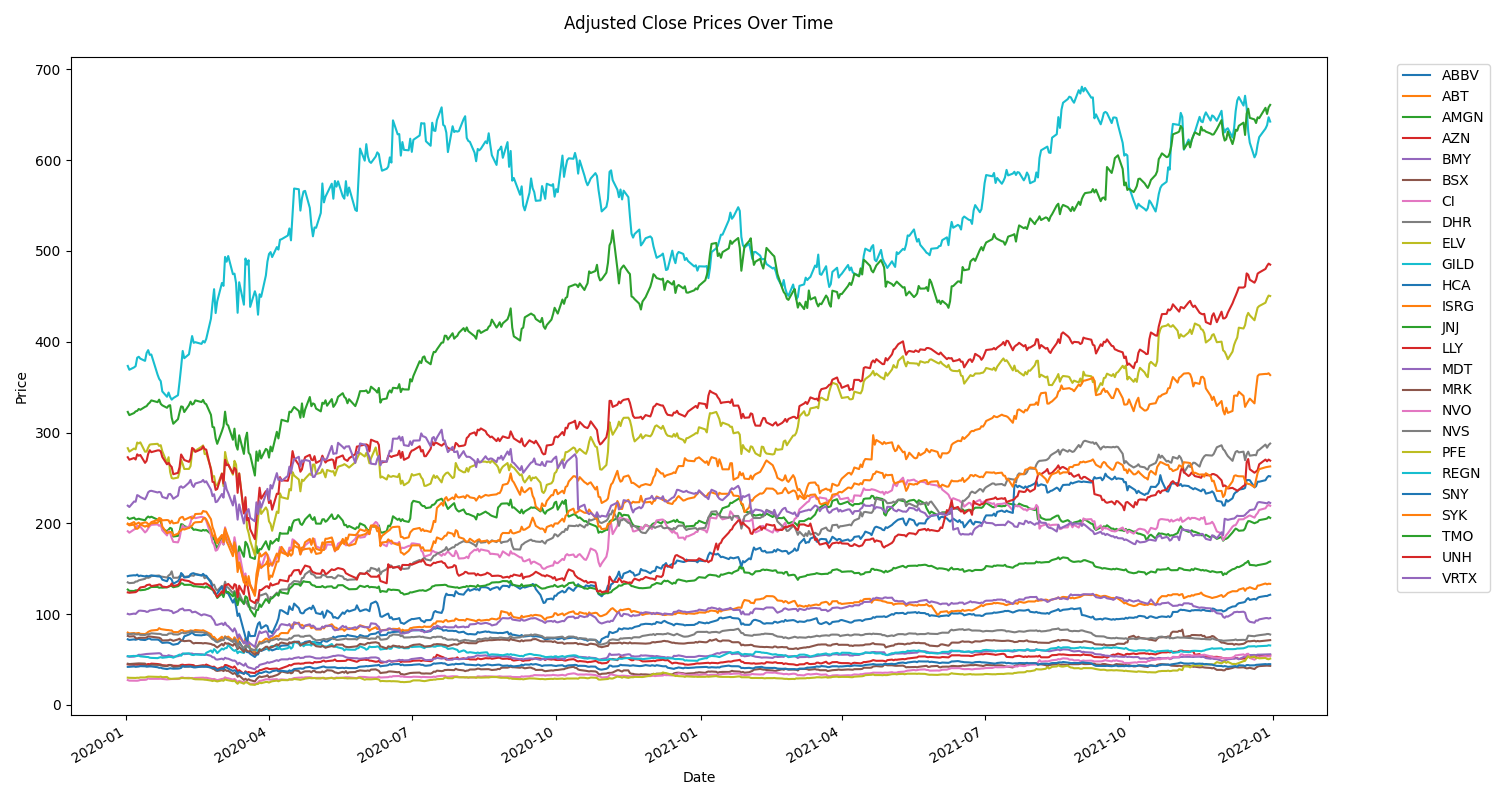 Adjusted Close Prices Over Time
Price
700
600
500
400
300
200
100
0
2020-01
2020-04
2020-07
2020-10
2021-01
2021-04
2021-07
2021-10
2022-01
Date
ABBV
ABT
AMGN
AZN
BMY
BSX
CI
DHR
ELV
GILD
HCA
ISRG
JNJ
LLY
MDT
MRK
NVO
NVS
PFE
REGN
SNY
SYK
TMO
UNH
VRTX